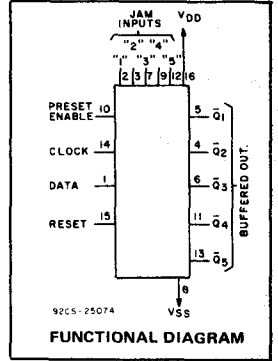 JAM
INPUTS
VDD
"2" "4"
"1" "3" "5"
2 3 7 9 12 16
PRESET 10
ENABLE
5 Q̅1
14
CLOCK
4 Q̅2
DATA 1
6 Q̅3
RESET 15
11 Q̅4
13 Q̅5
BUFFERED OUT.
8
VSS
92CS-25074
FUNCTIONAL DIAGRAM